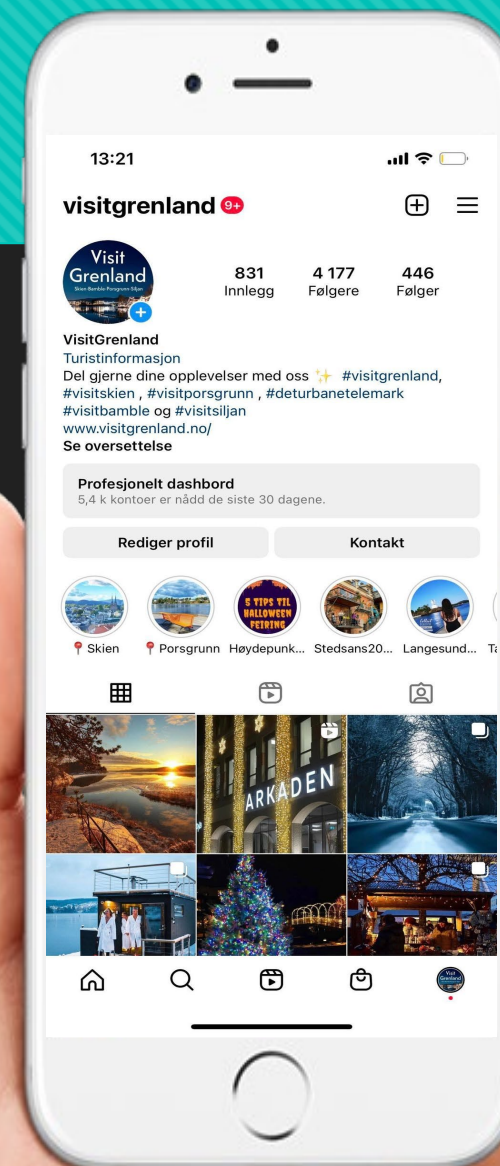 13:21
visitgrenland 9+
Visit
Grenland
Skien·Bamble·Porsgrunn·Siljan
831 4 177 446
Innlegg Følgere Følger
VisitGrenland
Turistinformasjon
Del gjerne dine opplevelser med oss ✨ #visitgrenland,
#visitskien , #visitporsgrunn , #deturbanetelemark
#visitbamble og #visitsiljan
www.visitgrenland.no/
Se oversettelse
Profesjonelt dashbord
5,4 k kontoer er nådd de siste 30 dagene.
Rediger profil Kontakt
5 TIPS TIL
HALLOWEEN
FEIRING
📍 Skien 📍 Porsgrunn Høydepunk... Stedsans20... Langesund...
ARKADEN
Visit
Grenland